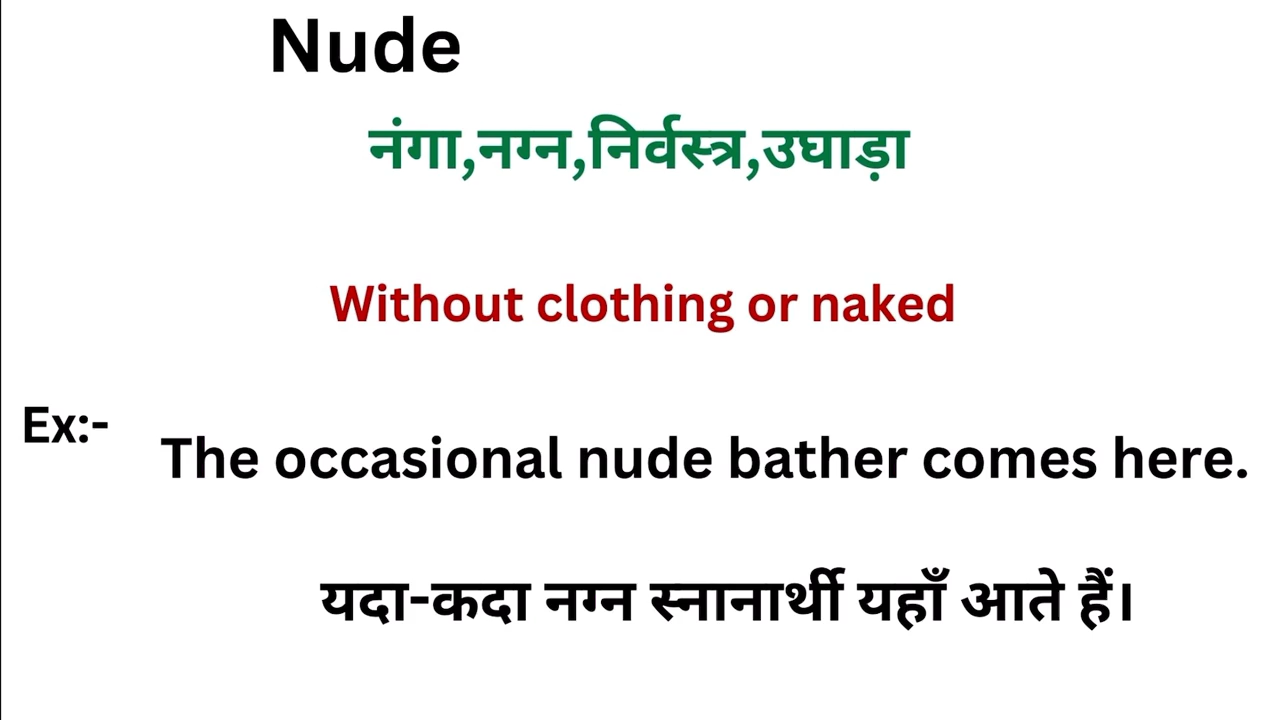 Nude
नंगा,नग्न,निर्वस्त्र,उघाड़ा
Without clothing or naked
Ex:-
The occasional nude bather comes here.
यदा-कदा नग्न स्नानार्थी यहाँ आते हैं।